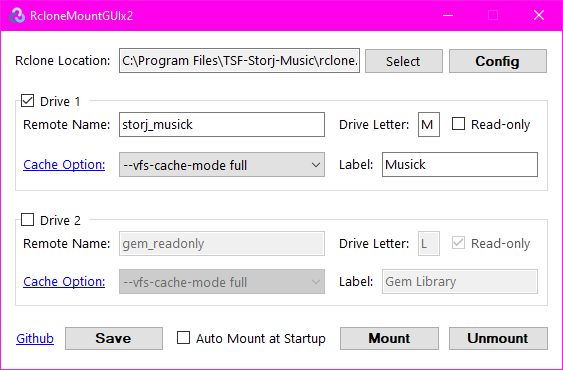 RcloneMountGUIx2
Rclone Location: C:\Program Files\TSF-Storj-Music\rclone. Select Config
Drive 1
Remote Name: storj_musick Drive Letter: M Read-only
Cache Option: --vfs-cache-mode full Label: Musick
Drive 2
Remote Name: gem_readonly Drive Letter: L Read-only
Cache Option: --vfs-cache-mode full Label: Gem Library
Github Save Auto Mount at Startup Mount Unmount